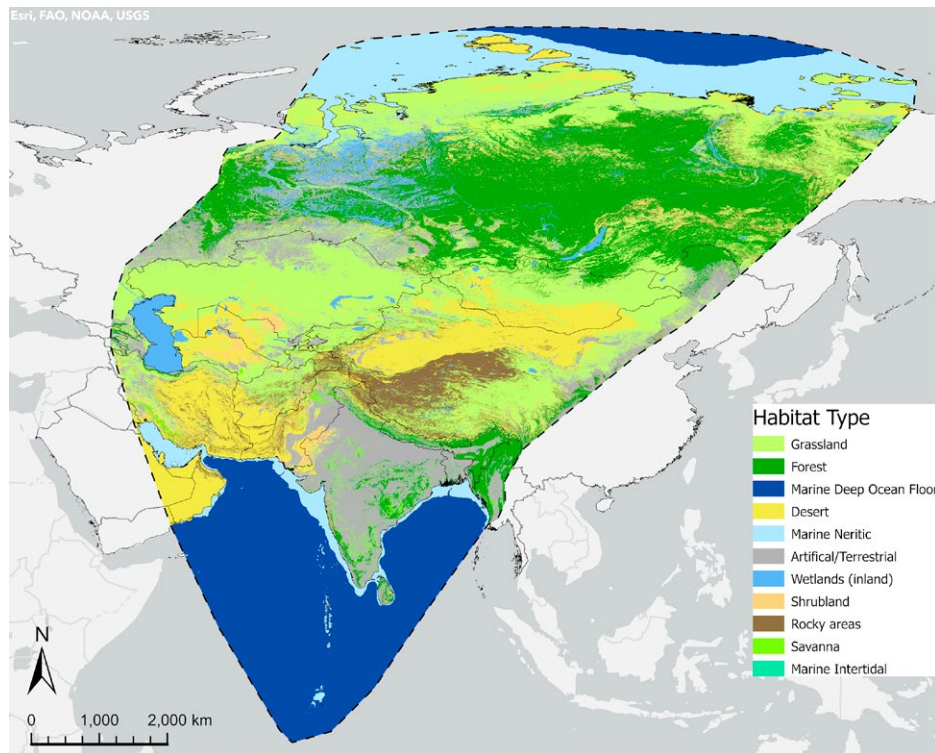 Esri, FAO, NOAA, USGS
Habitat Type
Grassland
Forest
Marine Deep Ocean Floor
Desert
Marine Neritic
Artifical/Terrestrial
Wetlands (inland)
Shrubland
Rocky areas
Savanna
Marine Intertidal
N
0 1,000 2,000 km